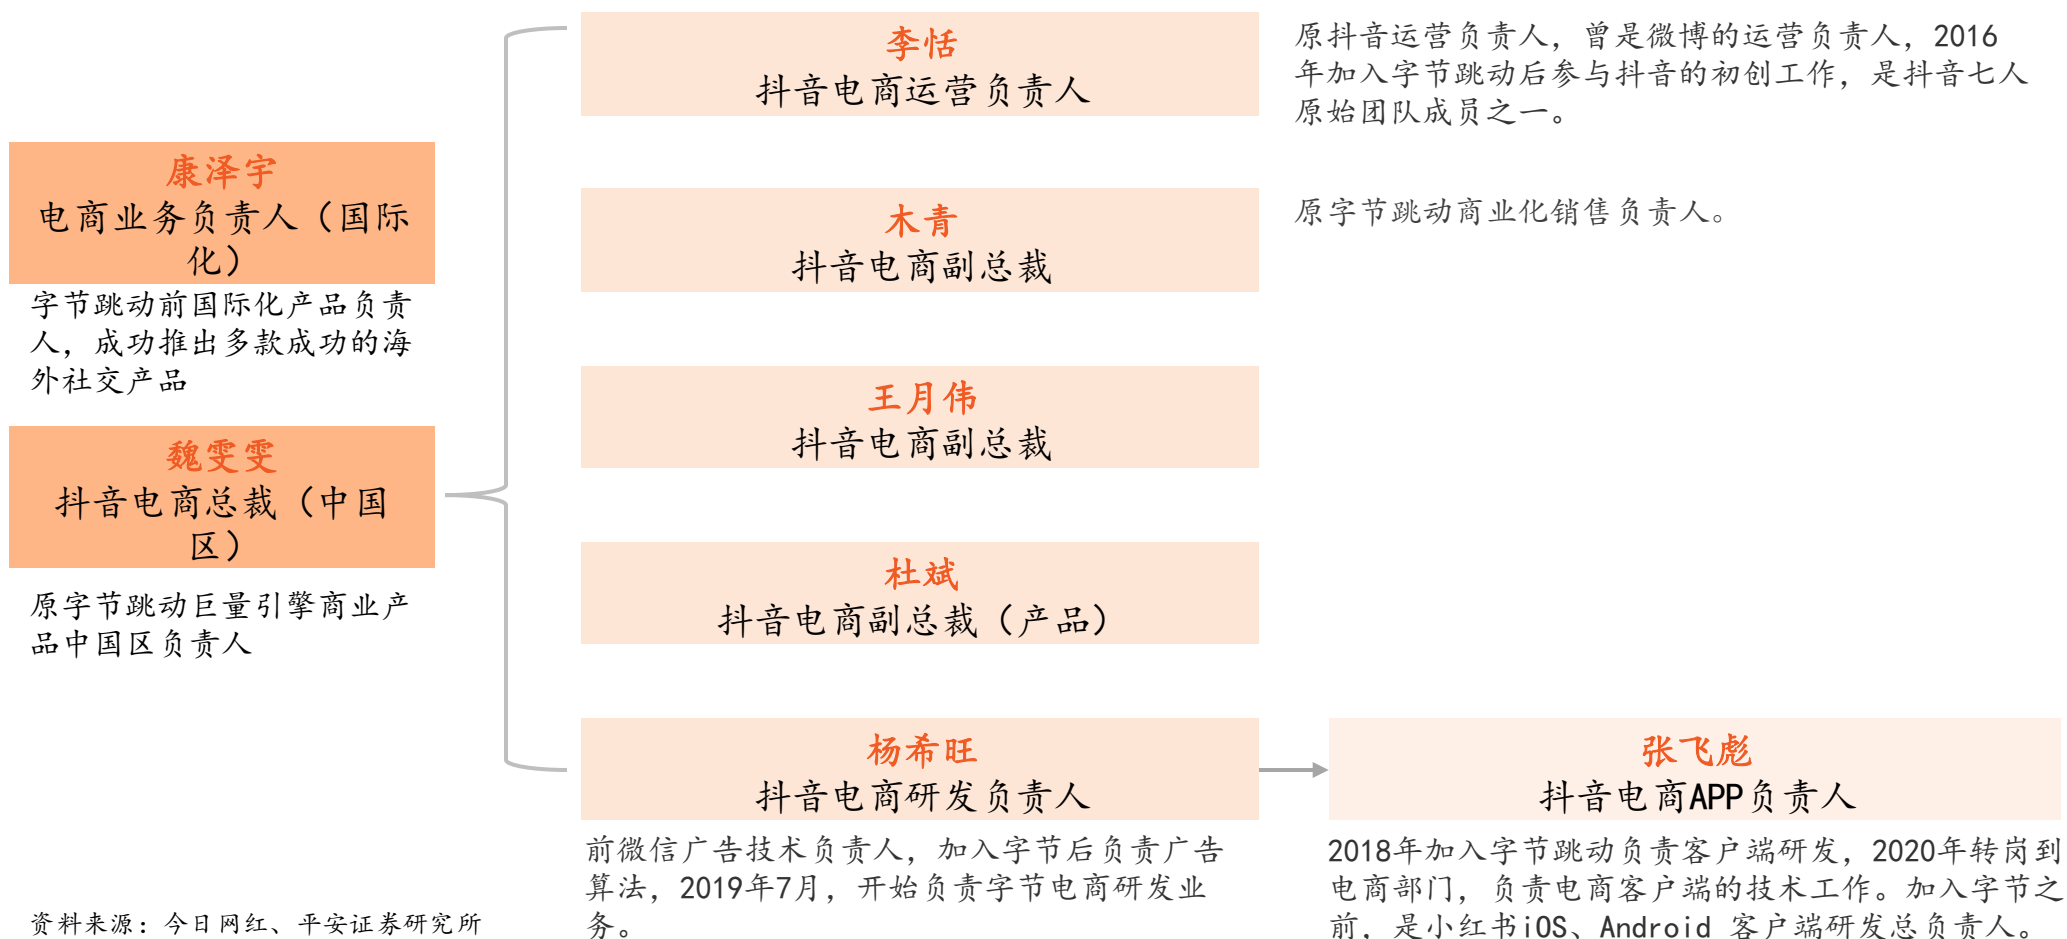 康泽宇
电商业务负责人（国际
化）
字节跳动前国际化产品负责
人，成功推出多款成功的海
外社交产品
魏雯雯
抖音电商总裁（中国
区）
原字节跳动巨量引擎商业产
品中国区负责人
李恬
抖音电商运营负责人
原抖音运营负责人，曾是微博的运营负责人，2016
年加入字节跳动后参与抖音的初创工作，是抖音七人
原始团队成员之一。
木青
抖音电商副总裁
原字节跳动商业化销售负责人。
王月伟
抖音电商副总裁
杜斌
抖音电商副总裁（产品）
杨希旺
抖音电商研发负责人
前微信广告技术负责人，加入字节后负责广告
算法，2019年7月，开始负责字节电商研发业
务。
张飞彪
抖音电商APP负责人
2018年加入字节跳动负责客户端研发，2020年转岗到
电商部门，负责电商客户端的技术工作。加入字节之
前，是小红书iOS、Android 客户端研发总负责人。
资料来源：今日网红、平安证券研究所